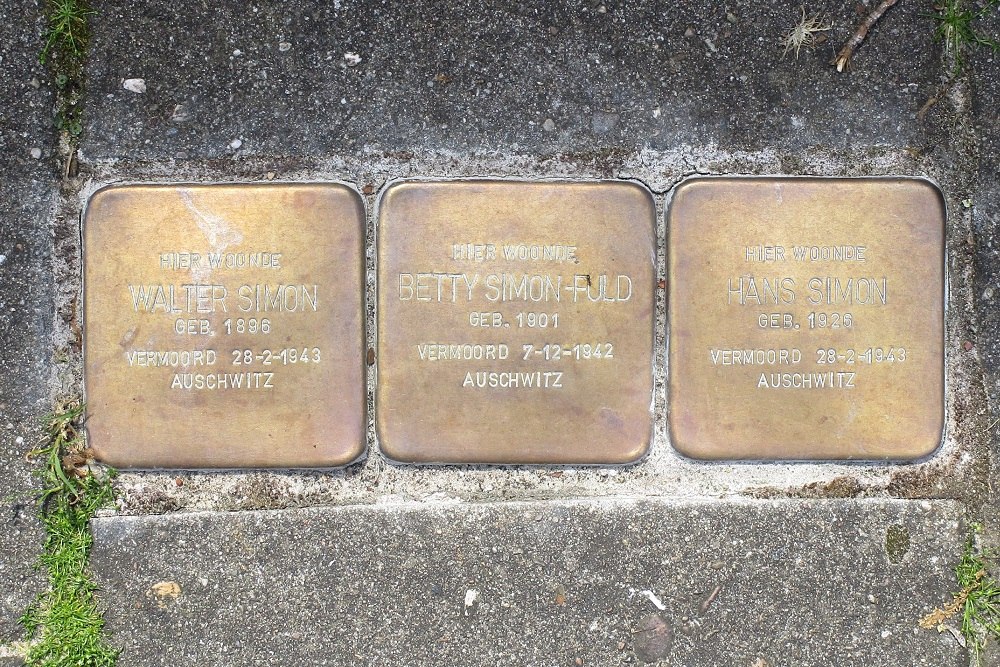 HIER WOONDE
WALTER SIMON
GEB. 1896
VERMOORD 28-2-1943
AUSCHWITZ
HIER WOONDE
BETTY SIMON-FULD
GEB. 1901
VERMOORD 7-12-1942
AUSCHWITZ
HIER WOONDE
HANS SIMON
GEB. 1926
VERMOORD 28-2-1943
AUSCHWITZ